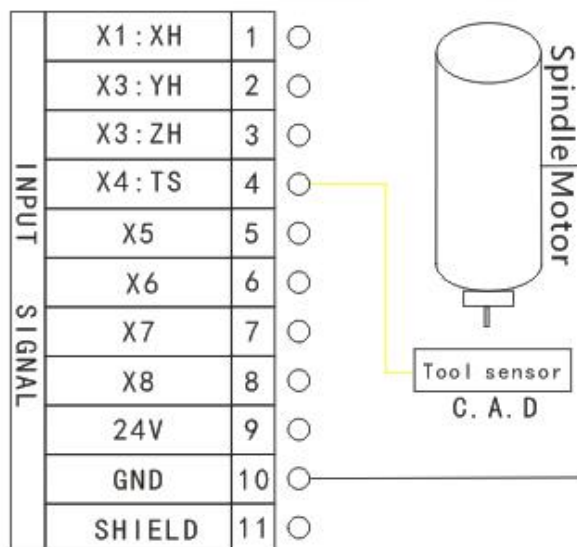 INPUT SIGNAL
X1:XH 1
X3:YH 2
X3:ZH 3
X4:TS 4
X5 5
X6 6
X7 7
X8 8
24V 9
GND 10
SHIELD 11
Spindle Motor
Tool sensor
C.A.D